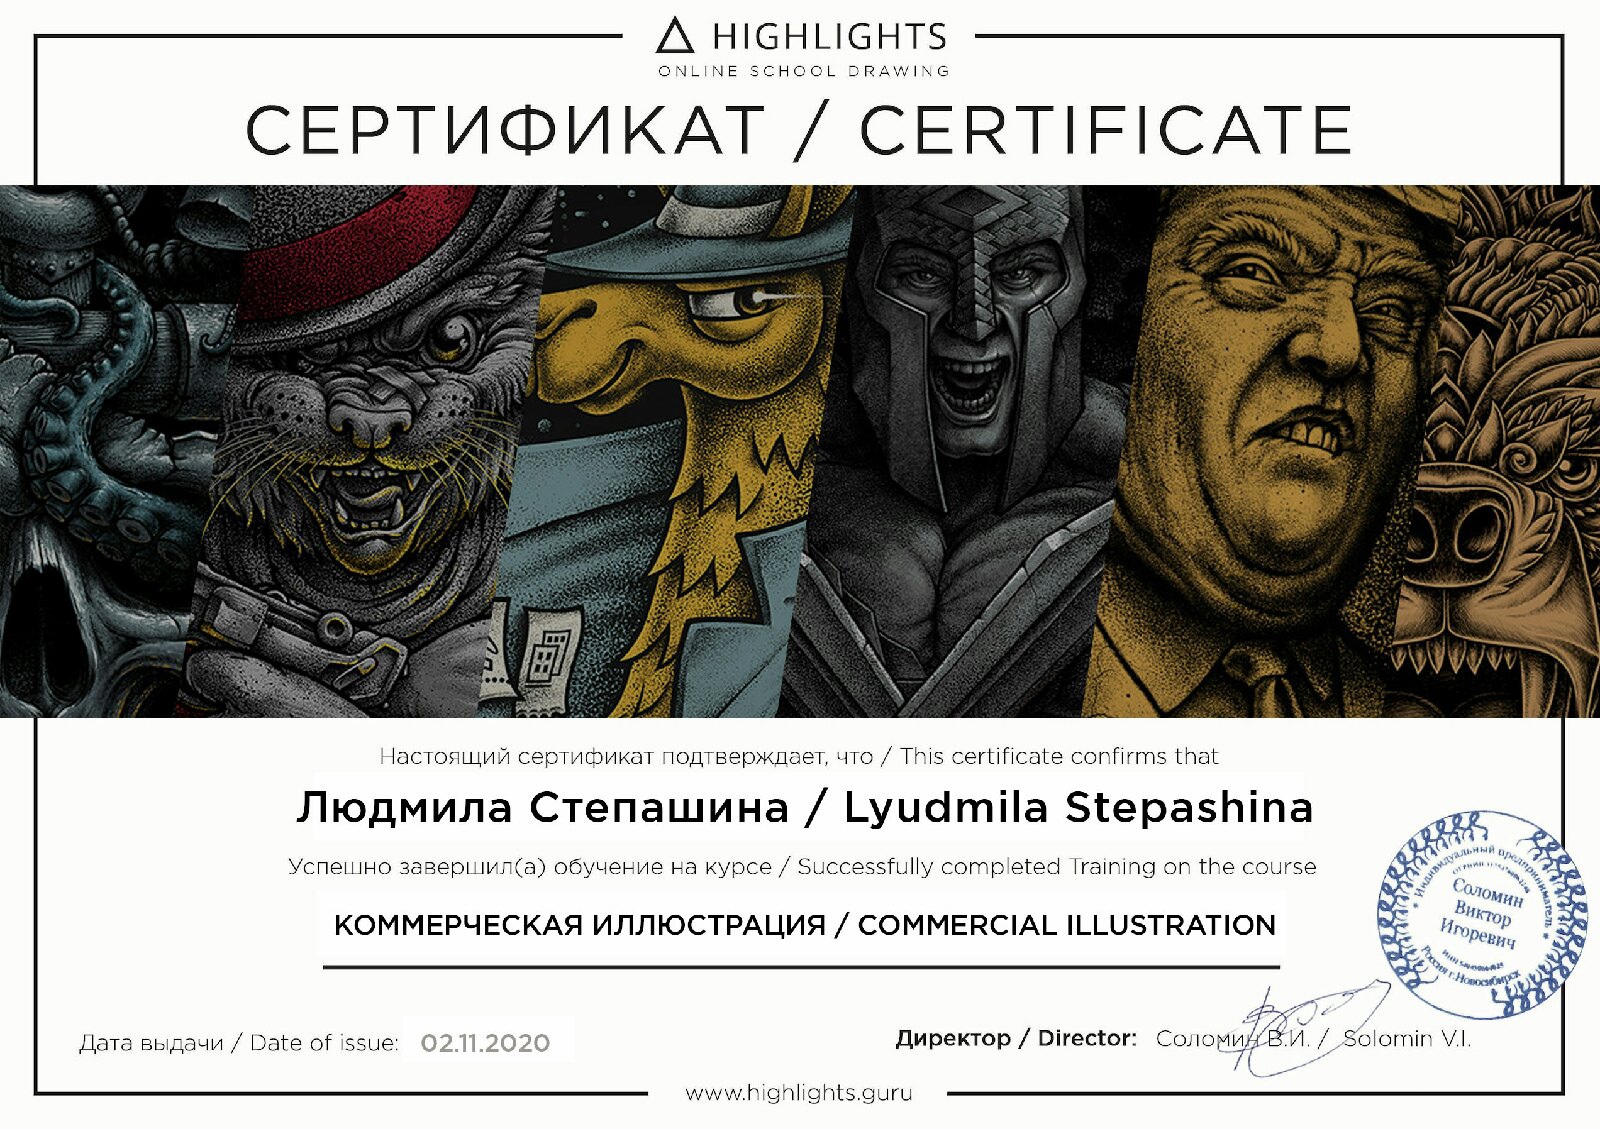 HIGHLIGHTS
ONLINE SCHOOL DRAWING
СЕРТИФИКАТ / CERTIFICATE
Настоящий сертификат подтверждает, что / This certificate confirms that
Людмила Степашина / Lyudmila Stepashina
Успешно завершил(а) обучение на курсе / Successfully completed Training on the course
КОММЕРЧЕСКАЯ ИЛЛЮСТРАЦИЯ / COMMERCIAL ILLUSTRATION
Индивидуальный предприниматель
Соломин
Виктор
Игоревич
Россия г.Новосибирск
Дата выдачи / Date of issue: 02.11.2020
Директор / Director: Соломин В.И. / Solomin V.I.
www.highlights.guru